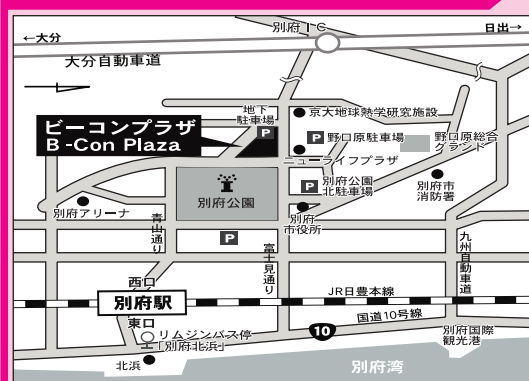 別府IC
←大分
日出→
大分自動車道
地下
駐車場
P
京大地球熱学研究施設
ビーコンプラザ
B-Con Plaza
P 野口原駐車場
野口原総合
グランド
ニューライフプラザ
P 別府公園
北駐車場
別府市
消防署
別府公園
別府アリーナ
別府
市役所
青山通り
P
富士見通り
九州自動車道
西口
別府駅
JR日豊本線
東口
国道10号線
10
リムジンバス停
「別府北浜」
別府国際
観光港
北浜
別府湾